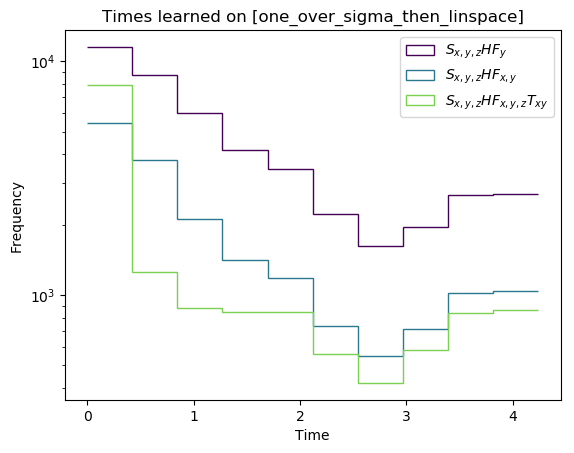 Times learned on [one_over_sigma_then_linspace]
$S_{x,y,z}HF_{y}$
$S_{x,y,z}HF_{x,y}$
$S_{x,y,z}HF_{x,y,z}T_{xy}$
Frequency
10⁴
10³
0 1 2 3 4
Time